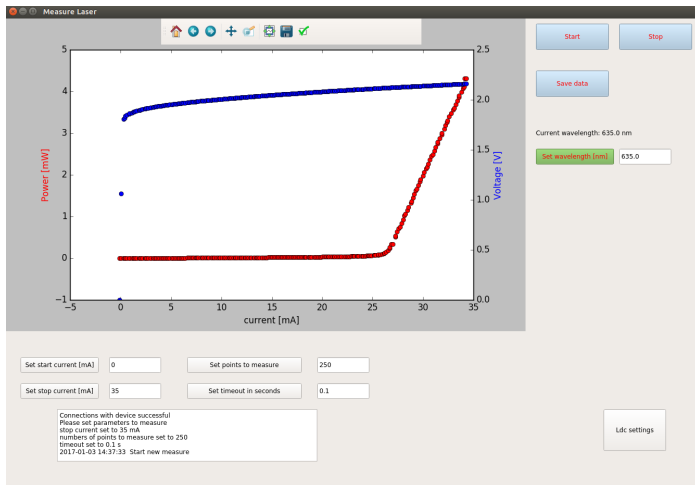 Measure Laser
Start
Stop
Save data
Current wavelength: 635.0 nm
Set wavelength [nm] 635.0
5
4
3
2
1
0
−1
Power [mW]
2.5
2.0
1.5
1.0
0.5
0.0
Voltage [V]
−5 0 5 10 15 20 25 30 35
current [mA]
Set start current [mA] 0 Set points to measure 250
Set stop current [mA] 35 Set timeout in seconds 0.1
Connections with device successful
Please set parameters to measure
stop current set to 35 mA
numbers of points to measure set to 250
timeout set to 0.1 s
2017-01-03 14:37:33 Start new measure
Ldc settings